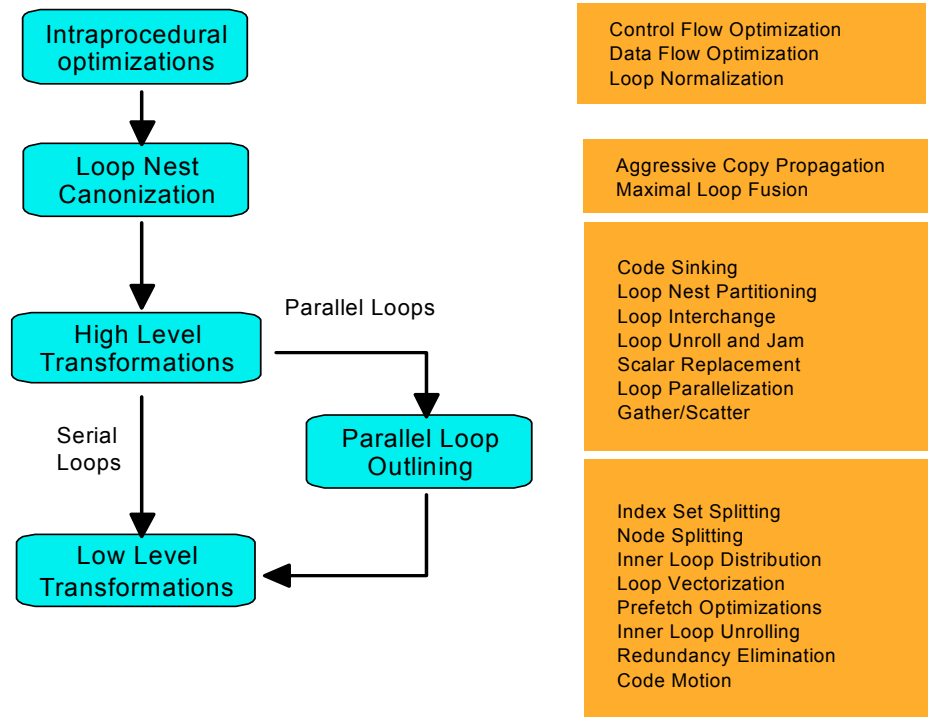 Intraprocedural
optimizations
Control Flow Optimization
Data Flow Optimization
Loop Normalization
Loop Nest
Canonization
Aggressive Copy Propagation
Maximal Loop Fusion
High Level
Transformations
Parallel Loops
Code Sinking
Loop Nest Partitioning
Loop Interchange
Loop Unroll and Jam
Scalar Replacement
Loop Parallelization
Gather/Scatter
Serial
Loops
Parallel Loop
Outlining
Low Level
Transformations
Index Set Splitting
Node Splitting
Inner Loop Distribution
Loop Vectorization
Prefetch Optimizations
Inner Loop Unrolling
Redundancy Elimination
Code Motion